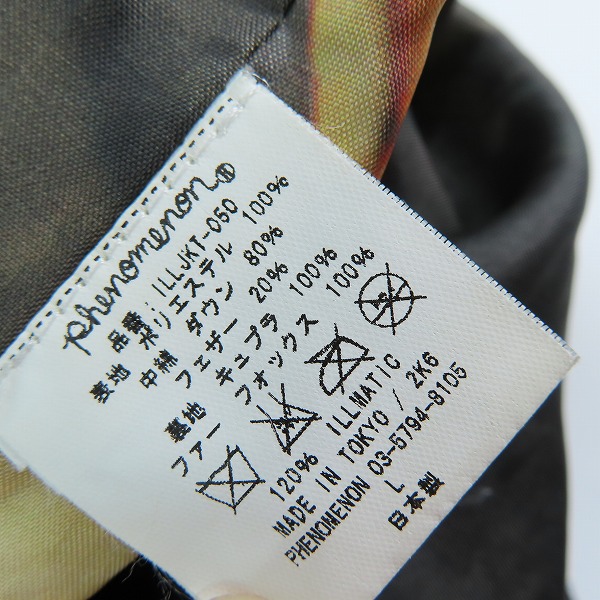 phenomenon®
品番:ILLJKT-050
表地 ポリエステル 100%
中綿 ダウン 80%
フェザー 20%
裏地 キュプラ 100%
ファー フォックス 100%
120% ILLMATIC
MADE IN TOKYO / 2K6
PHENOMENON 03-5794-8105
L
日本製